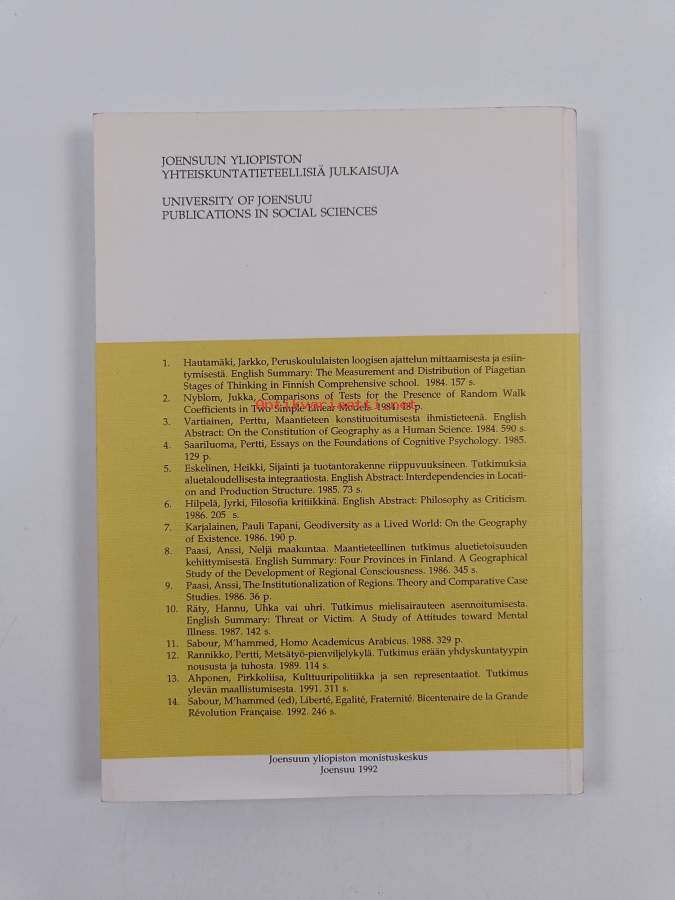 JOENSUUN YLIOPISTON
YHTEISKUNTATIETEELLISIÄ JULKAISUJA
UNIVERSITY OF JOENSUU
PUBLICATIONS IN SOCIAL SCIENCES
1. Hautamäki, Jarkko, Peruskoululaisten loogisen ajattelun mittaamisesta ja esiin-
tymisestä. English Summary: The Measurement and Distribution of Piagetian
Stages of Thinking in Finnish Comprehensive school. 1984. 157 s.
2. Nyblom, Jukka, Comparisons of Tests for the Presence of Random Walk
Coefficients in Two Simple Linear Models. 1984. p.
3. Vartiainen, Perttu, Maantieteen konstituoitumisesta ihmistieteenä. English
Abstract: On the Constitution of Geography as a Human Science. 1984. 590 s.
4. Saariluoma, Pertti, Essays on the Foundations of Cognitive Psychology. 1985.
129 p.
5. Eskelinen, Heikki, Sijainti ja tuotantorakenne riippuvuuksineen. Tutkimuksia
aluetaloudellisesta integraatiosta. English Abstract: Interdependencies in Locati-
on and Production Structure. 1985. 73 s.
6. Hilpelä, Jyrki, Filosofia kritiikkinä. English Abstract: Philosophy as Criticism.
1986. 205 s.
7. Karjalainen, Pauli Tapani, Geodiversity as a Lived World: On the Geography
of Existence. 1986. 190 p.
8. Paasi, Anssi, Neljä maakuntaa. Maantieteellinen tutkimus aluetietoisuuden
kehittymisestä. English Summary: Four Provinces in Finland. A Geographical
Study of the Development of Regional Consciousness. 1986. 345 s.
9. Paasi, Anssi, The Institutionalization of Regions. Theory and Comparative Case
Studies. 1986. 36 p.
10. Räty, Hannu, Uhka vai uhri. Tutkimus mielisairauteen asennoitumisesta.
English Summary: Threat or Victim. A Study of Attitudes toward Mental
Illness. 1987. 142 s.
11. Sabour, M'hammed, Homo Academicus Arabicus. 1988. 329 p.
12. Rannikko, Pertti, Metsätyö-pienviljelykylä. Tutkimus erään yhdyskuntatyypin
noususta ja tuhosta. 1989. 114 s.
13. Ahponen, Pirkkoliisa, Kulttuuripolitiikka ja sen representaatiot. Tutkimus
ylevän maallistumisesta. 1991. 311 s.
14. Sabour, M'hammed (ed), Liberté, Egalité, Fraternité. Bicentenaire de la Grande
Révolution Française. 1992. 246 s.
Joensuun yliopiston monistuskeskus
Joensuu 1992